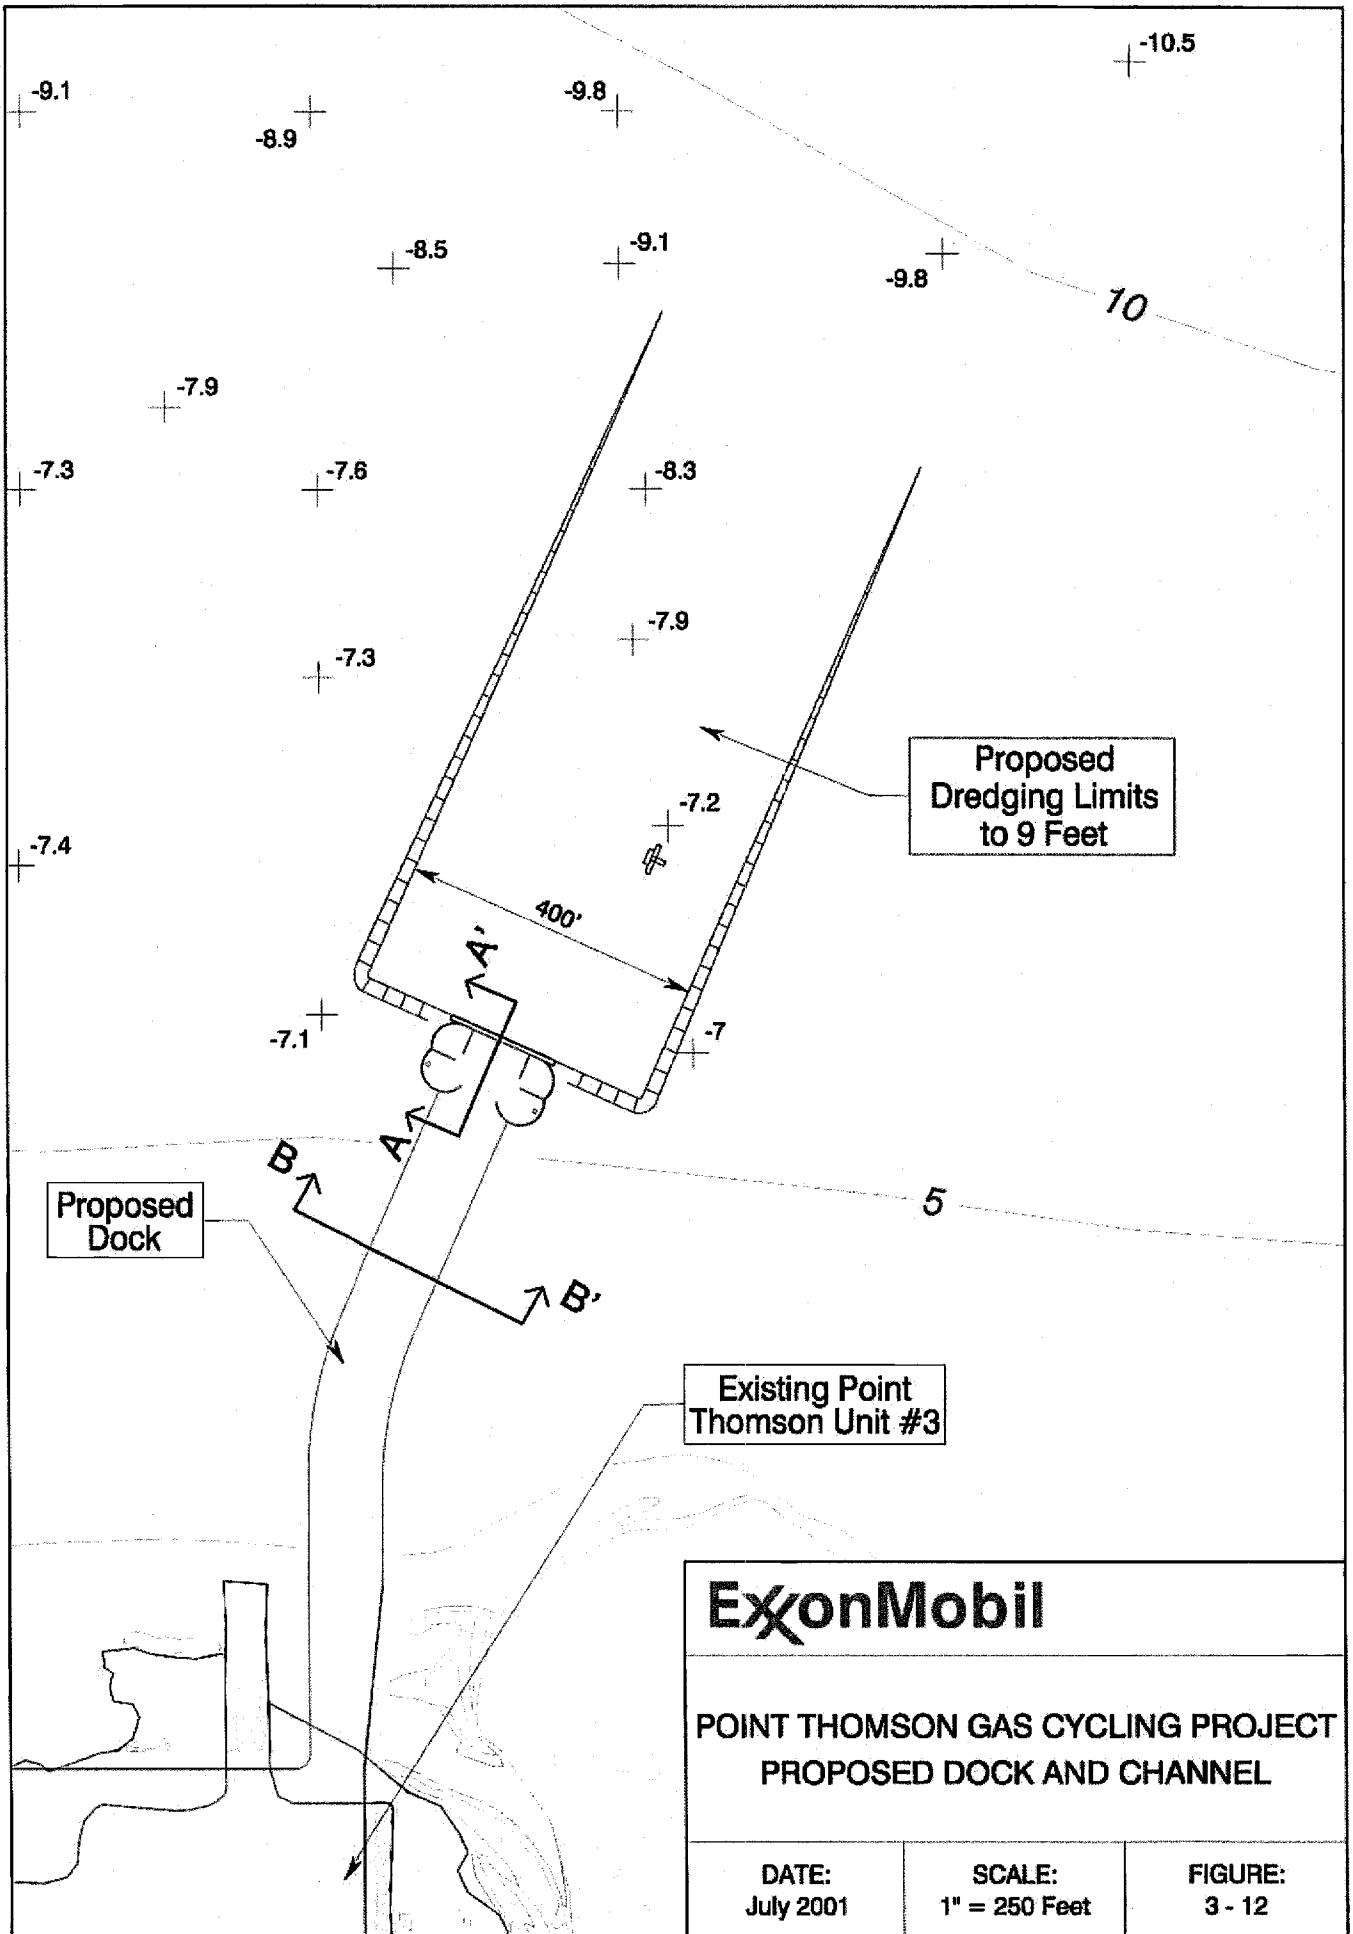 -10.5
-9.1
-8.9
-9.8
-8.5
-9.1
-9.8
10
-7.9
-7.3
-7.6
-8.3
-7.9
-7.3
Proposed
Dredging Limits
to 9 Feet
-7.2
-7.4
400'
A'
-7.1
-7
A
B
5
Proposed
Dock
B'
Existing Point
Thomson Unit #3
ExxonMobil
POINT THOMSON GAS CYCLING PROJECT
PROPOSED DOCK AND CHANNEL
DATE:
July 2001
SCALE:
1" = 250 Feet
FIGURE:
3 - 12